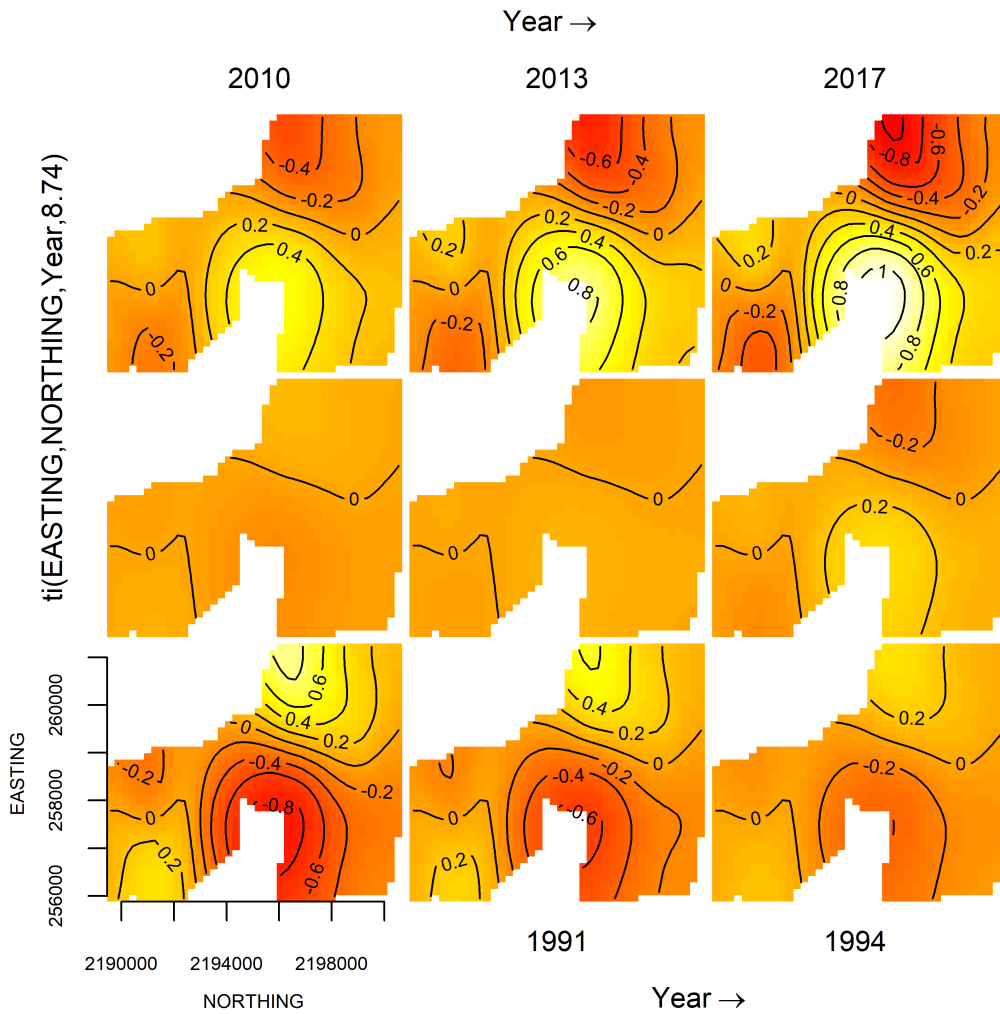 Year →
2010 2013 2017
ti(EASTING,NORTHING,Year,8.74)
-0.4 -0.2 0 0.2 0.4 0 -0.2
-0.6 -0.4 -0.2 0 0.2 0.4 0.6 0.8 0.2 0 -0.2
-0.8 -0.6 -0.4 -0.2 0 0.2 0.4 0.6 1 0.8 0.8 0.2 0 -0.2
0 0
0 0
-0.2 0 0.2 0
0.6 0.4 0.2 0 -0.2 -0.4 -0.2 -0.8 -0.6 0 0.2
0.4 0.2 0 -0.2 -0.4 -0.6 0 0.2
0.2 0 -0.2 0
EASTING
260000
258000
256000
2190000 2194000 2198000
NORTHING
1991 1994
Year →